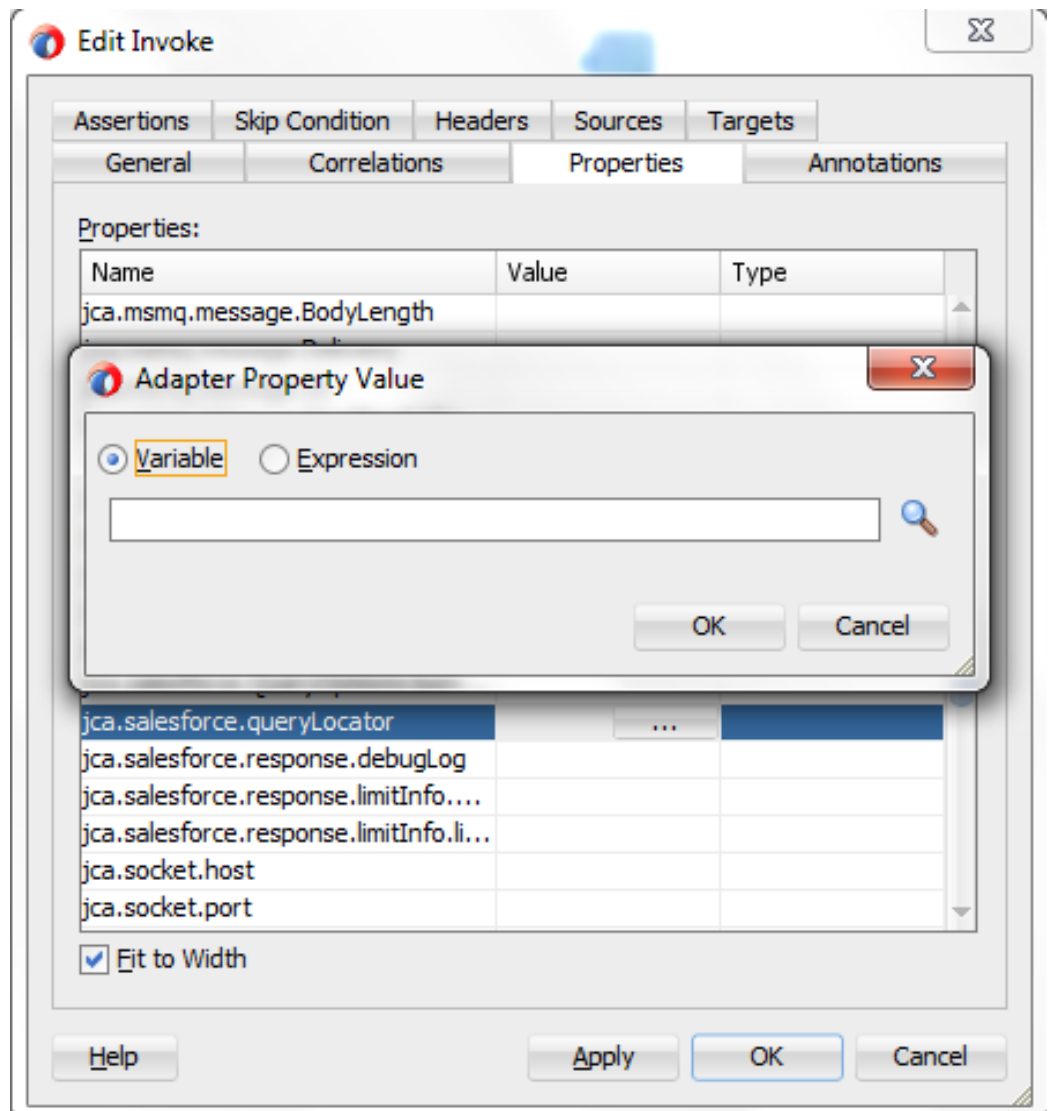 Edit Invoke
Assertions Skip Condition Headers Sources Targets
General Correlations Properties Annotations
Properties:
Name Value Type
jca.msmq.message.BodyLength
Adapter Property Value
Variable Expression
OK Cancel
jca.salesforce.queryLocator ...
jca.salesforce.response.debugLog
jca.salesforce.response.limitInfo....
jca.salesforce.response.limitInfo.li...
jca.socket.host
jca.socket.port
Fit to Width
Help Apply OK Cancel